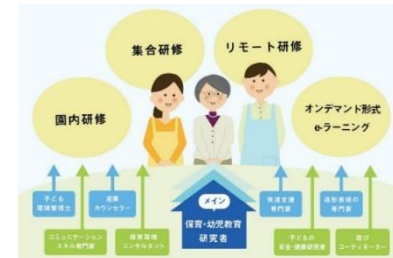 集合研修
リモート研修
園内研修
オンデマンド形式
e-ラーニング
メイン
保育・幼児教育
研究者
子ども
環境管理士
産業
カウンセラー
発達支援
専門家
造形表現の
専門家
コミュニケーション
スキル専門家
保育環境
コンサルタント
子どもの
安全・健康研究者
遊び
コーディネーター